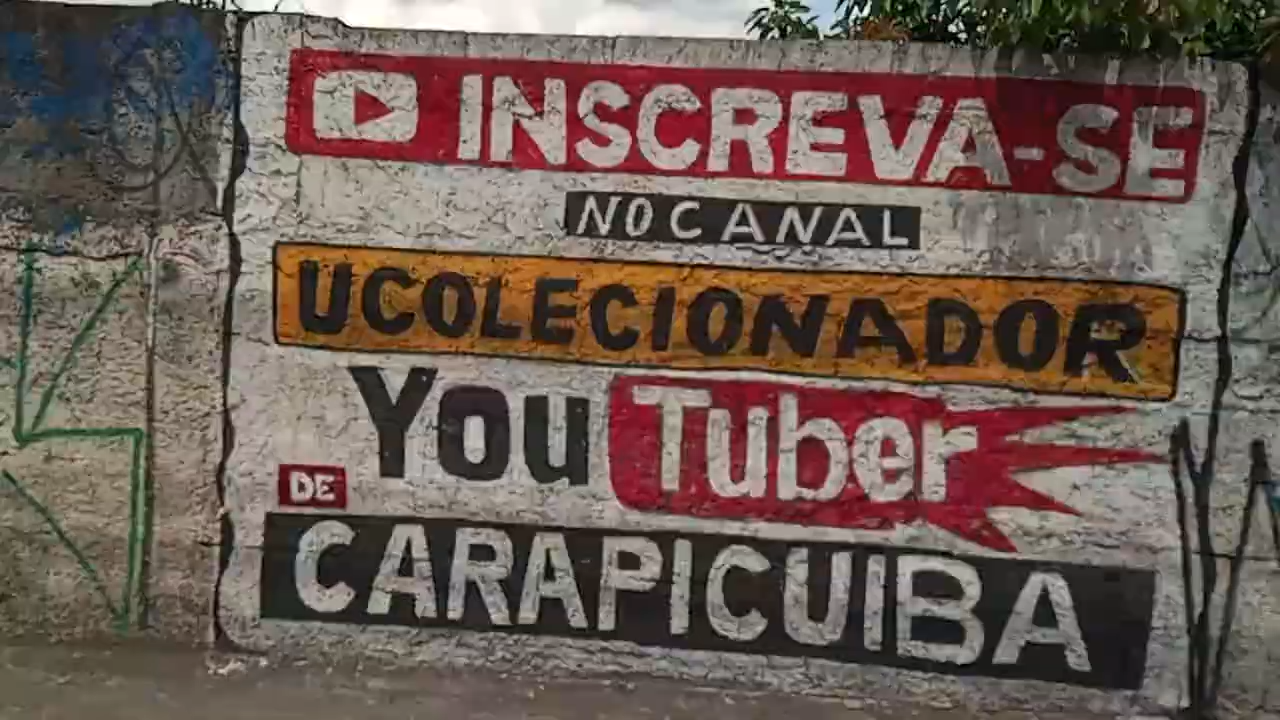 INSCREVA-SE
NO CANAL
UCOLECIONADOR
YouTuber
DE
CARAPICUIBA